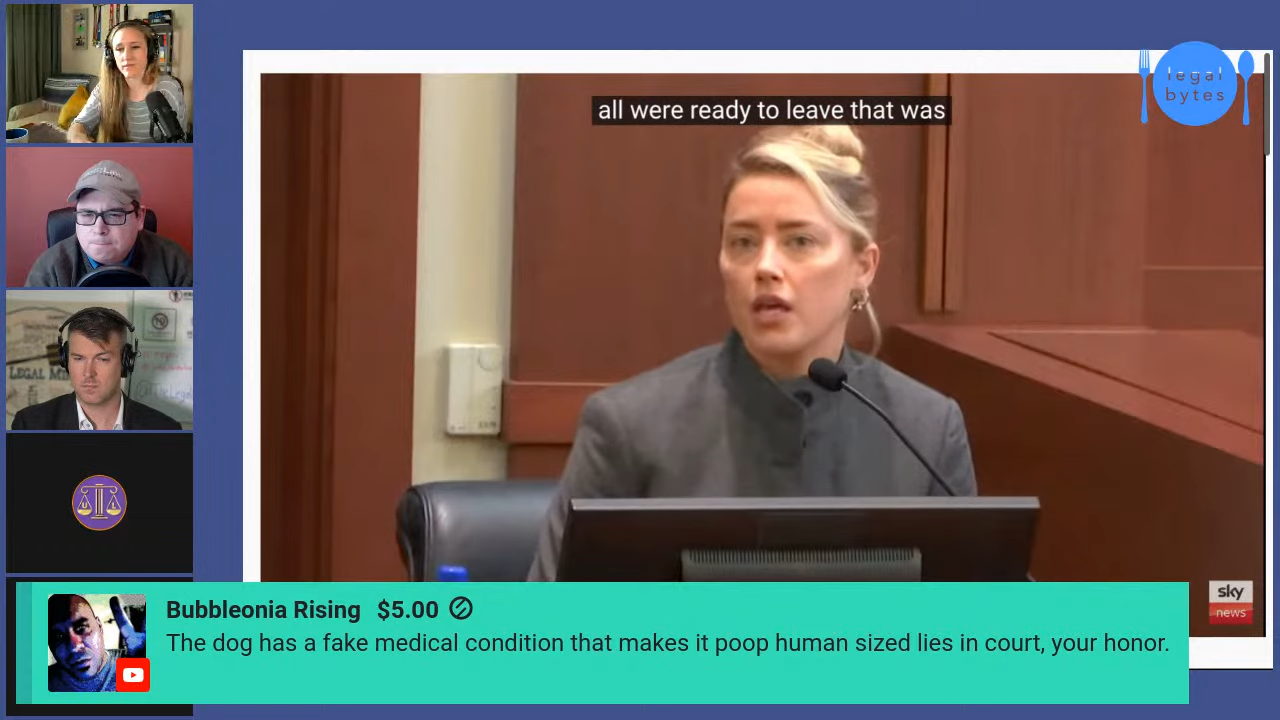 legal
bytes
all were ready to leave that was
LEGAL M
U L
sky
news
Bubbleonia Rising $5.00
The dog has a fake medical condition that makes it poop human sized lies in court, your honor.